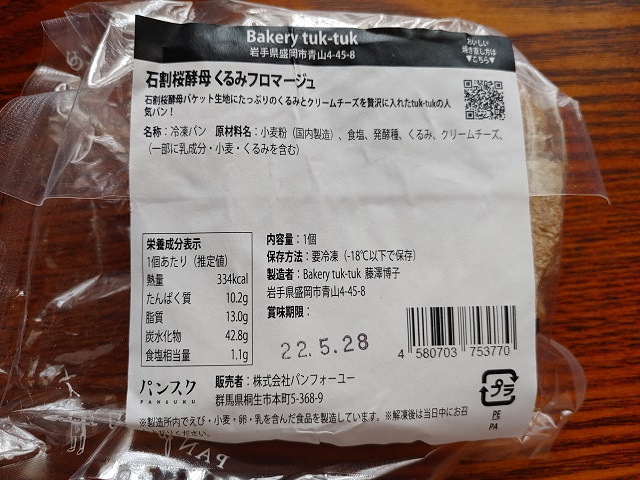 Bakery tuk-tuk
岩手県盛岡市青山4-45-8
おいしい
焼き直し方は
▼こちら▼
石割桜酵母 くるみフロマージュ
石割桜酵母バケット生地にたっぷりのくるみとクリームチーズを贅沢に入れたtuk-tukの人
気パン！
名称：冷凍パン 原材料名：小麦粉（国内製造）、食塩、発酵種、くるみ、クリームチーズ、
（一部に乳成分・小麦・くるみを含む）
栄養成分表示
1個あたり（推定値）
熱量 334kcal
たんぱく質 10.2g
脂質 13.0g
炭水化物 42.8g
食塩相当量 1.1g
内容量：1個
保存方法：要冷凍（-18℃以下で保存）
製造者：Bakery tuk-tuk 藤澤博子
岩手県盛岡市青山4-45-8
賞味期限：
22.5.28
4 580703 753770
パンスク
PANSUKU
販売者：株式会社パンフォーユー
群馬県桐生市本町5-368-9
プラ
PE
PA
※製造所内でえび・小麦・卵・乳を含んだ食品を製造しています。※解凍後は当日中にお召
ください。
PAN